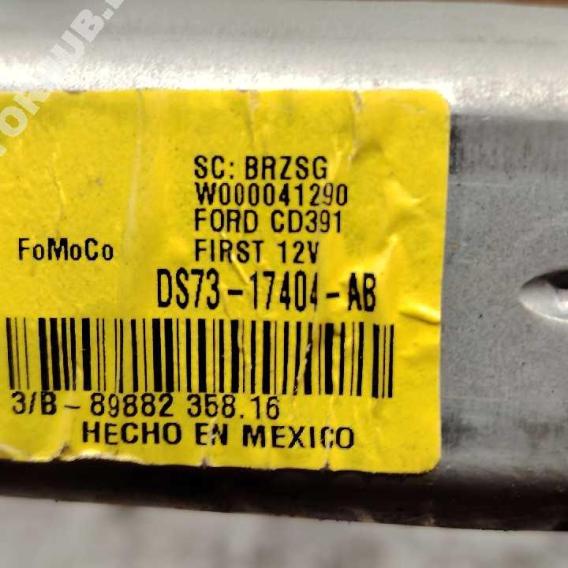 SC: BRZSG
W000041290
FORD CD391
FoMoCo FIRST 12V
DS73-17404-AB
3/B-89882 358.16
HECHO EN MEXICO